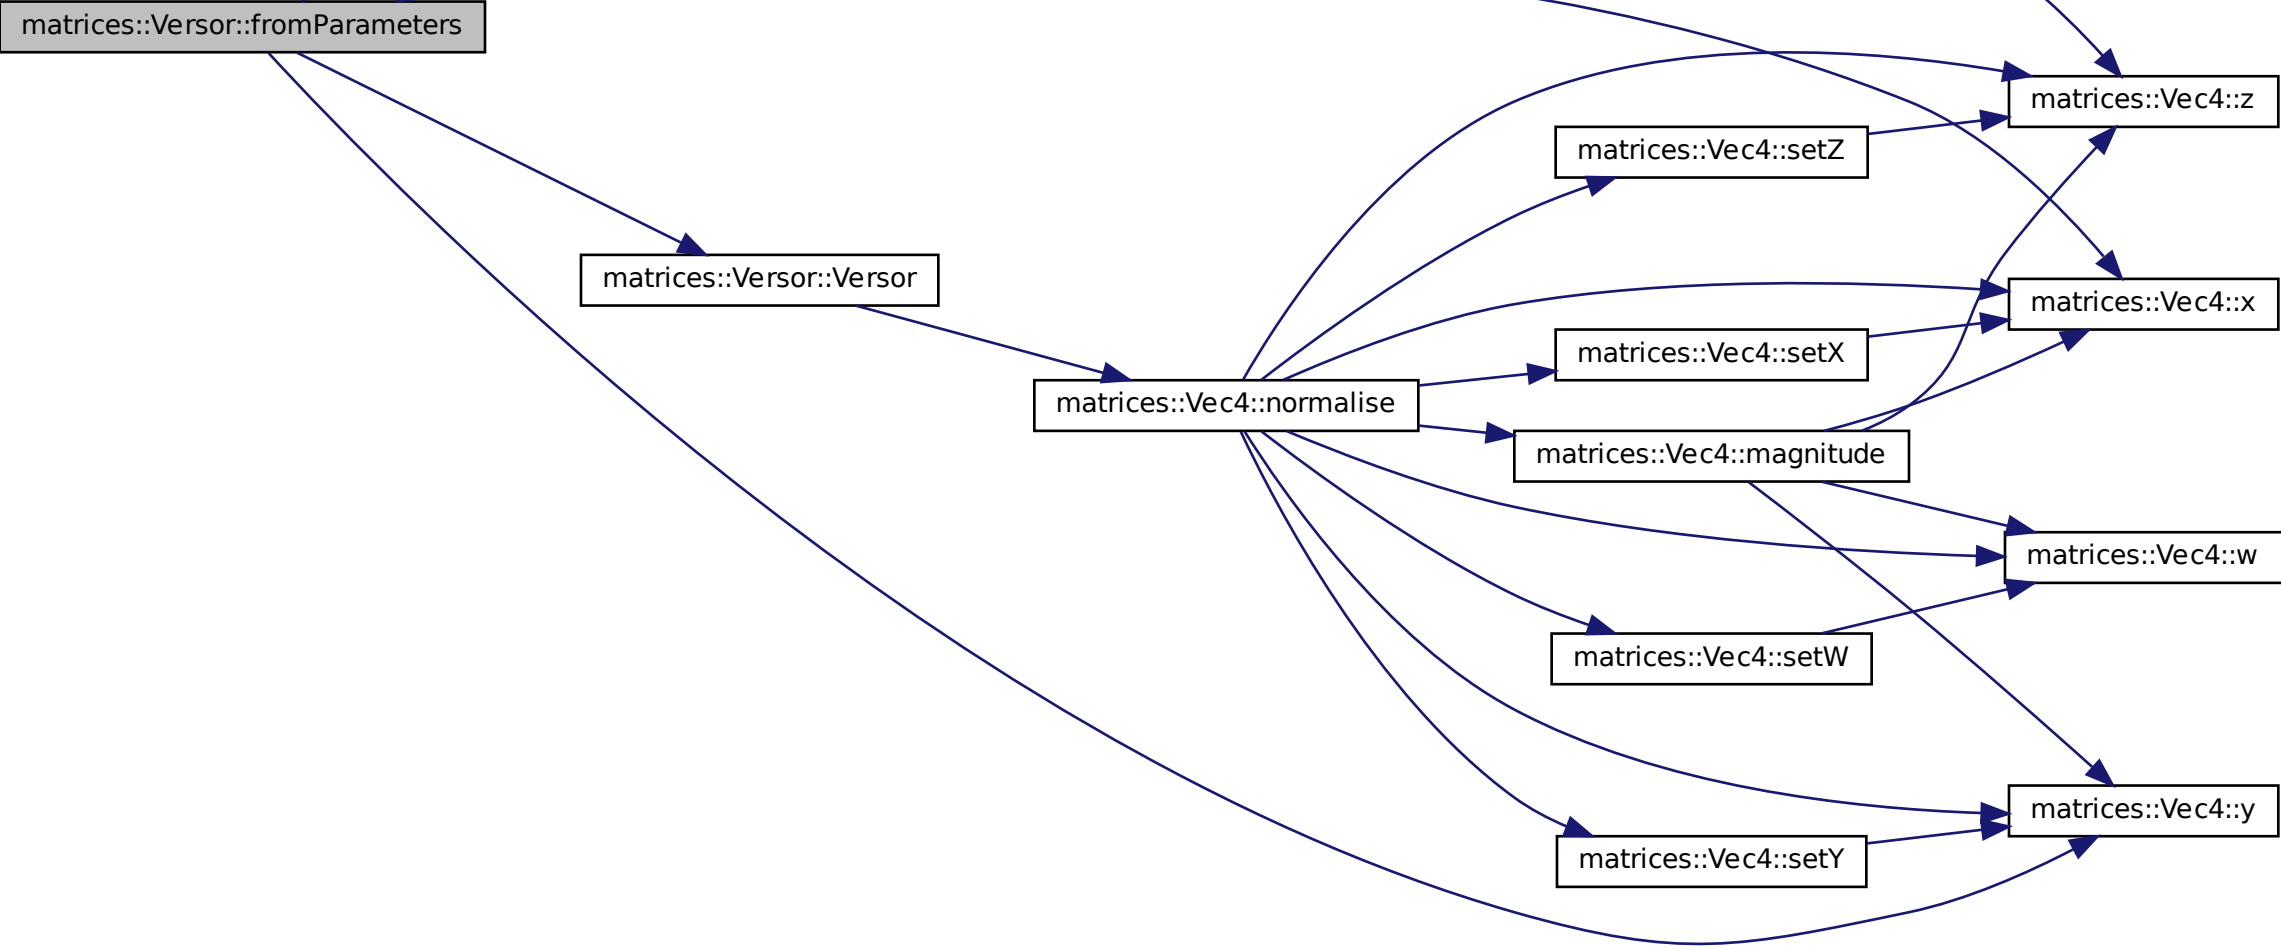 matrices::Versor::fromParameters
matrices::Vec4::z
matrices::Vec4::setZ
matrices::Versor::Versor
matrices::Vec4::x
matrices::Vec4::setX
matrices::Vec4::normalise
matrices::Vec4::magnitude
matrices::Vec4::w
matrices::Vec4::setW
matrices::Vec4::y
matrices::Vec4::setY